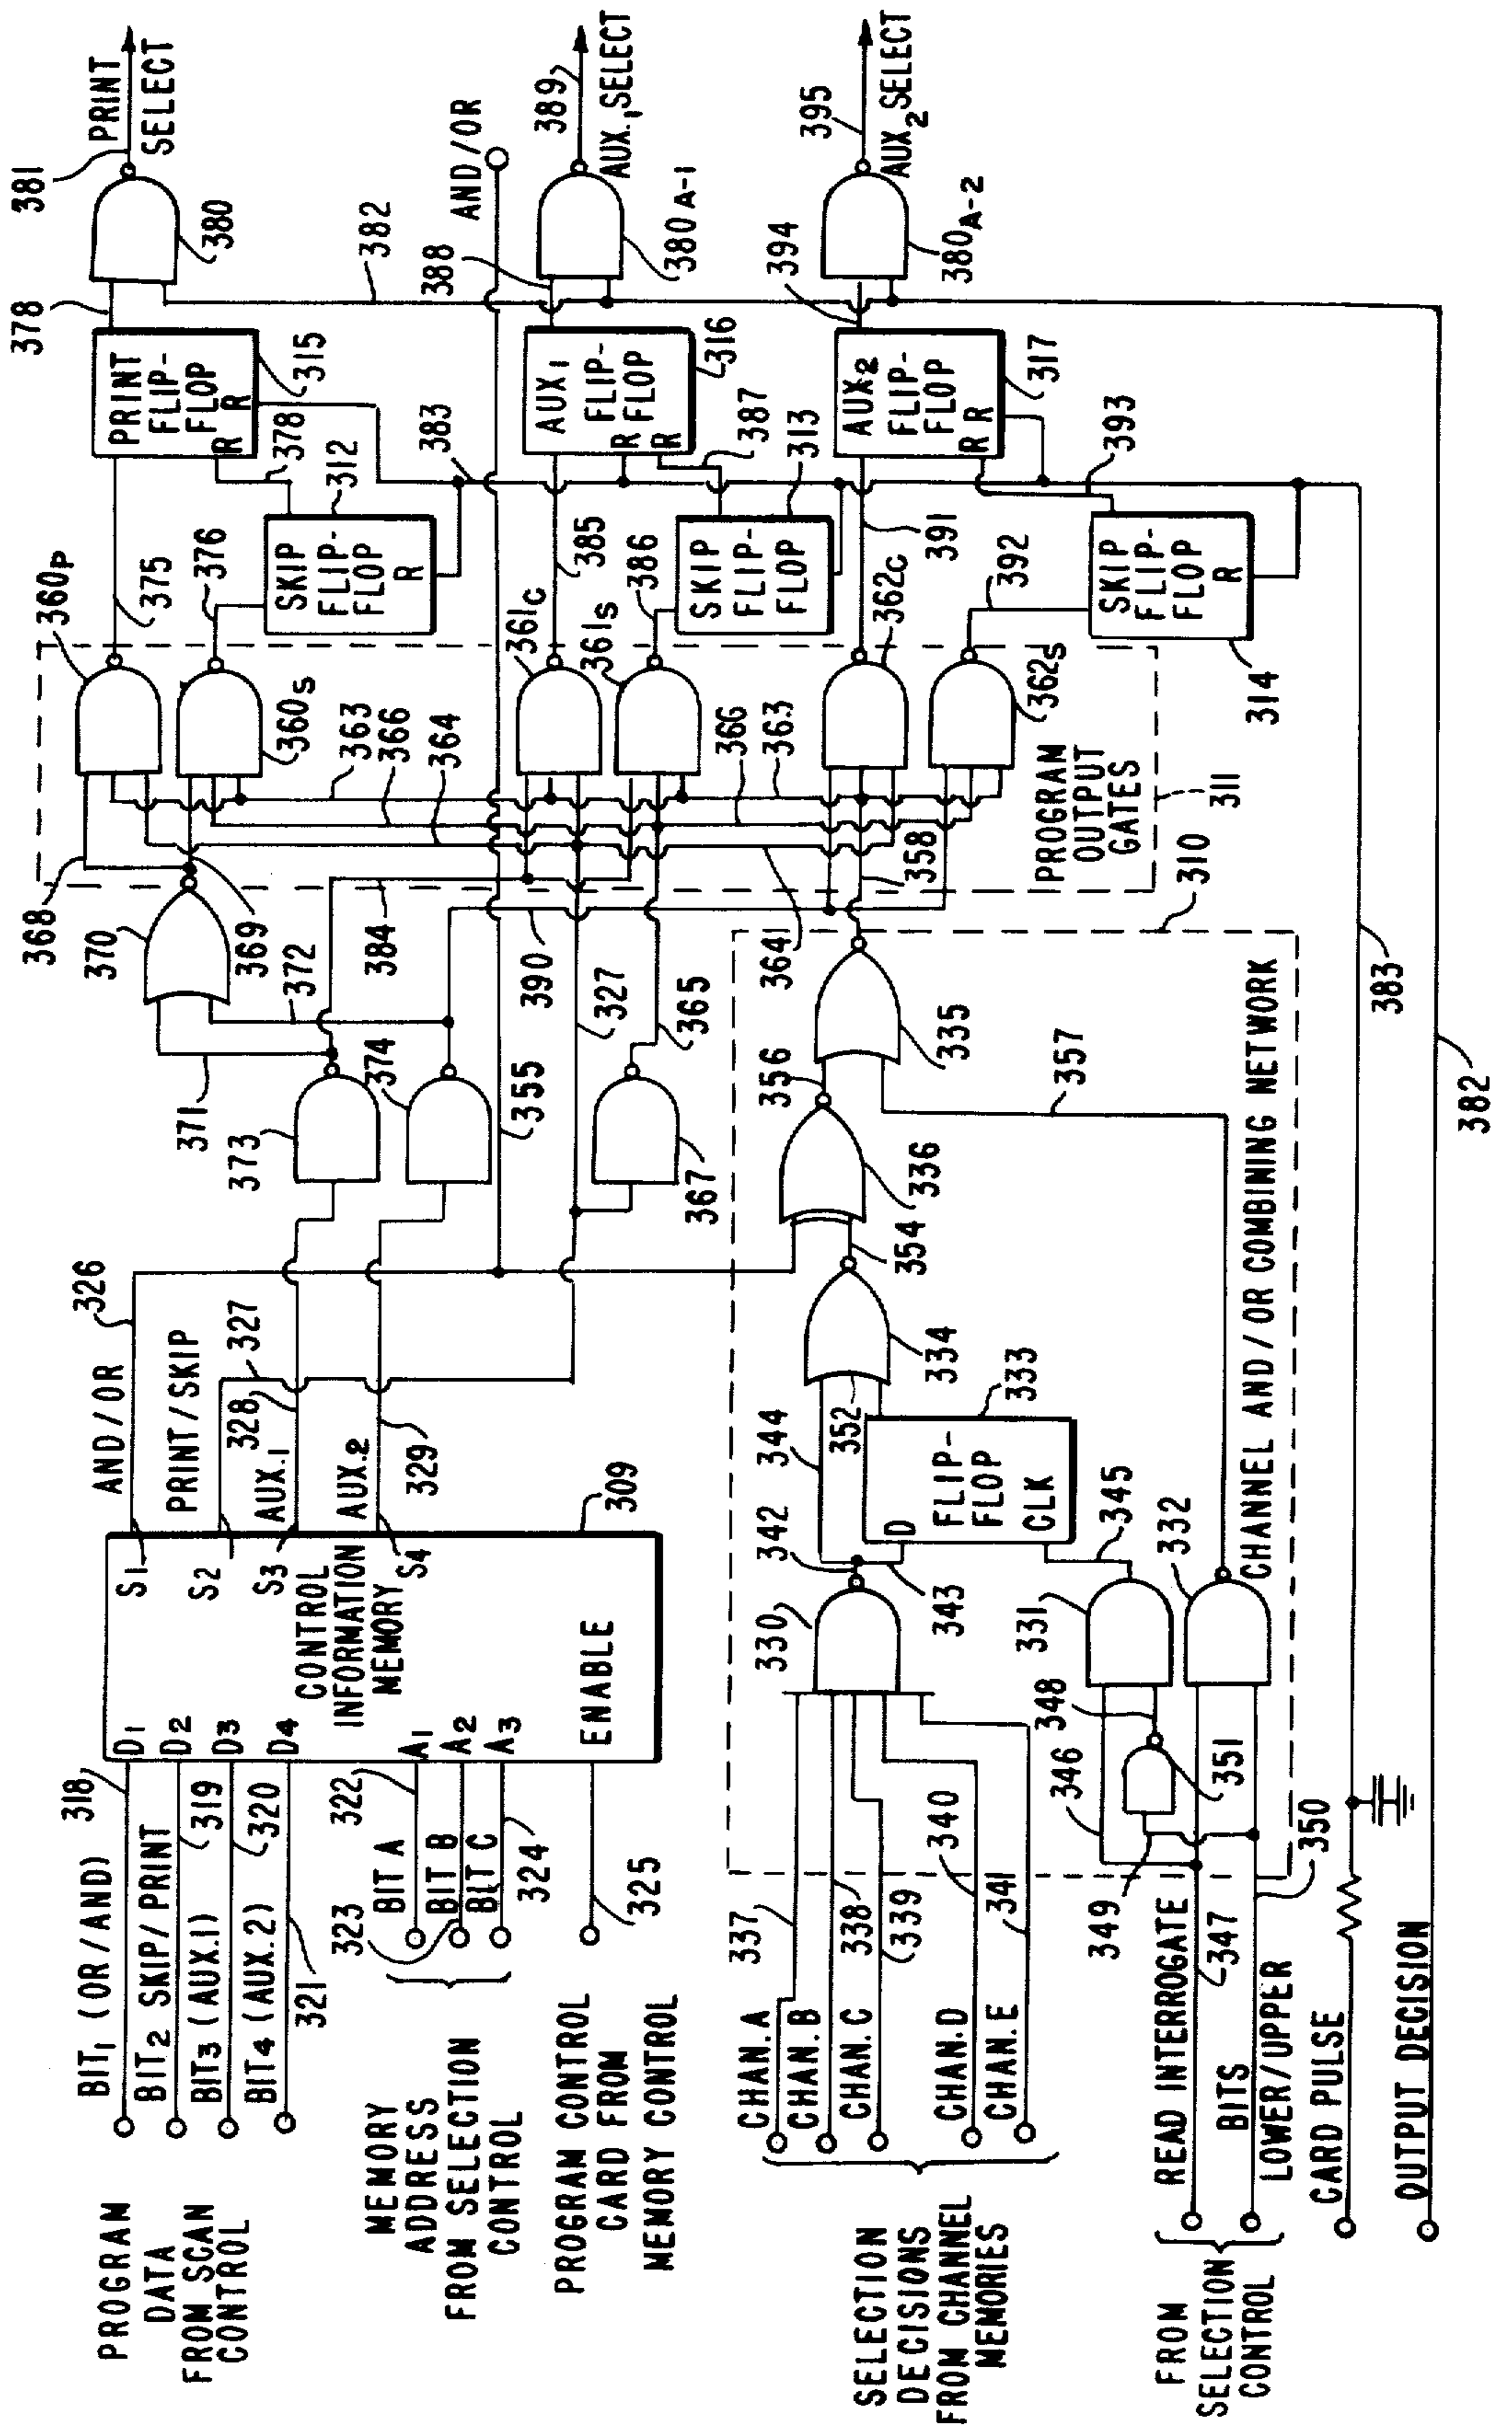 PROGRAM
DATA
FROM SCAN
CONTROL
BIT1 (OR/AND)
BIT2 SKIP/PRINT
BIT3 (AUX.1)
BIT4 (AUX.2)
318
319
320
321
D1
D2
D3
D4
MEMORY
ADDRESS
FROM SELECTION
CONTROL
BIT A
BIT B
BIT C
322
323
324
A1
A2
A3
PROGRAM CONTROL
CARD FROM
MEMORY CONTROL
325
ENABLE
CONTROL
INFORMATION
MEMORY
S1
S2
S3
S4
309
AND/OR
326
PRINT/SKIP
327
AUX.1
328
AUX.2
329
371
373
374
355
367
370
372
368
369
384
390
327
365
364
360P
360S
363
366
364
361C
361S
366
363
362C
362S
358
PROGRAM
OUTPUT
GATES
311
310
375
376
385
386
391
392
SKIP
FLIP-
FLOP
R
312
378
383
SKIP
FLIP-
FLOP
313
387
SKIP
FLIP-
FLOP
R
314
393
PRINT
FLIP-
FLOP
R
R
315
AUX1
FLIP-
FLOP
R
R
316
AUX2
FLIP-
FLOP
R
R
317
378
380
382
381
PRINT
SELECT
AND/OR
388
380A-1
389
AUX.1 SELECT
394
380A-2
395
AUX2 SELECT
SELECTION
DECISIONS
FROM CHANNEL
MEMORIES
CHAN.A
CHAN.B
CHAN.C
CHAN.D
CHAN.E
337
338
339
340
341
330
342
343
344
352
D
FLIP-
FLOP
CLK
333
334
354
336
356
335
357
345
331
332
346
348
349
351
350
347
CHANNEL AND/OR COMBINING NETWORK
FROM
SELECTION
CONTROL
READ INTERROGATE
BITS
LOWER/UPPER
CARD PULSE
383
OUTPUT DECISION
382